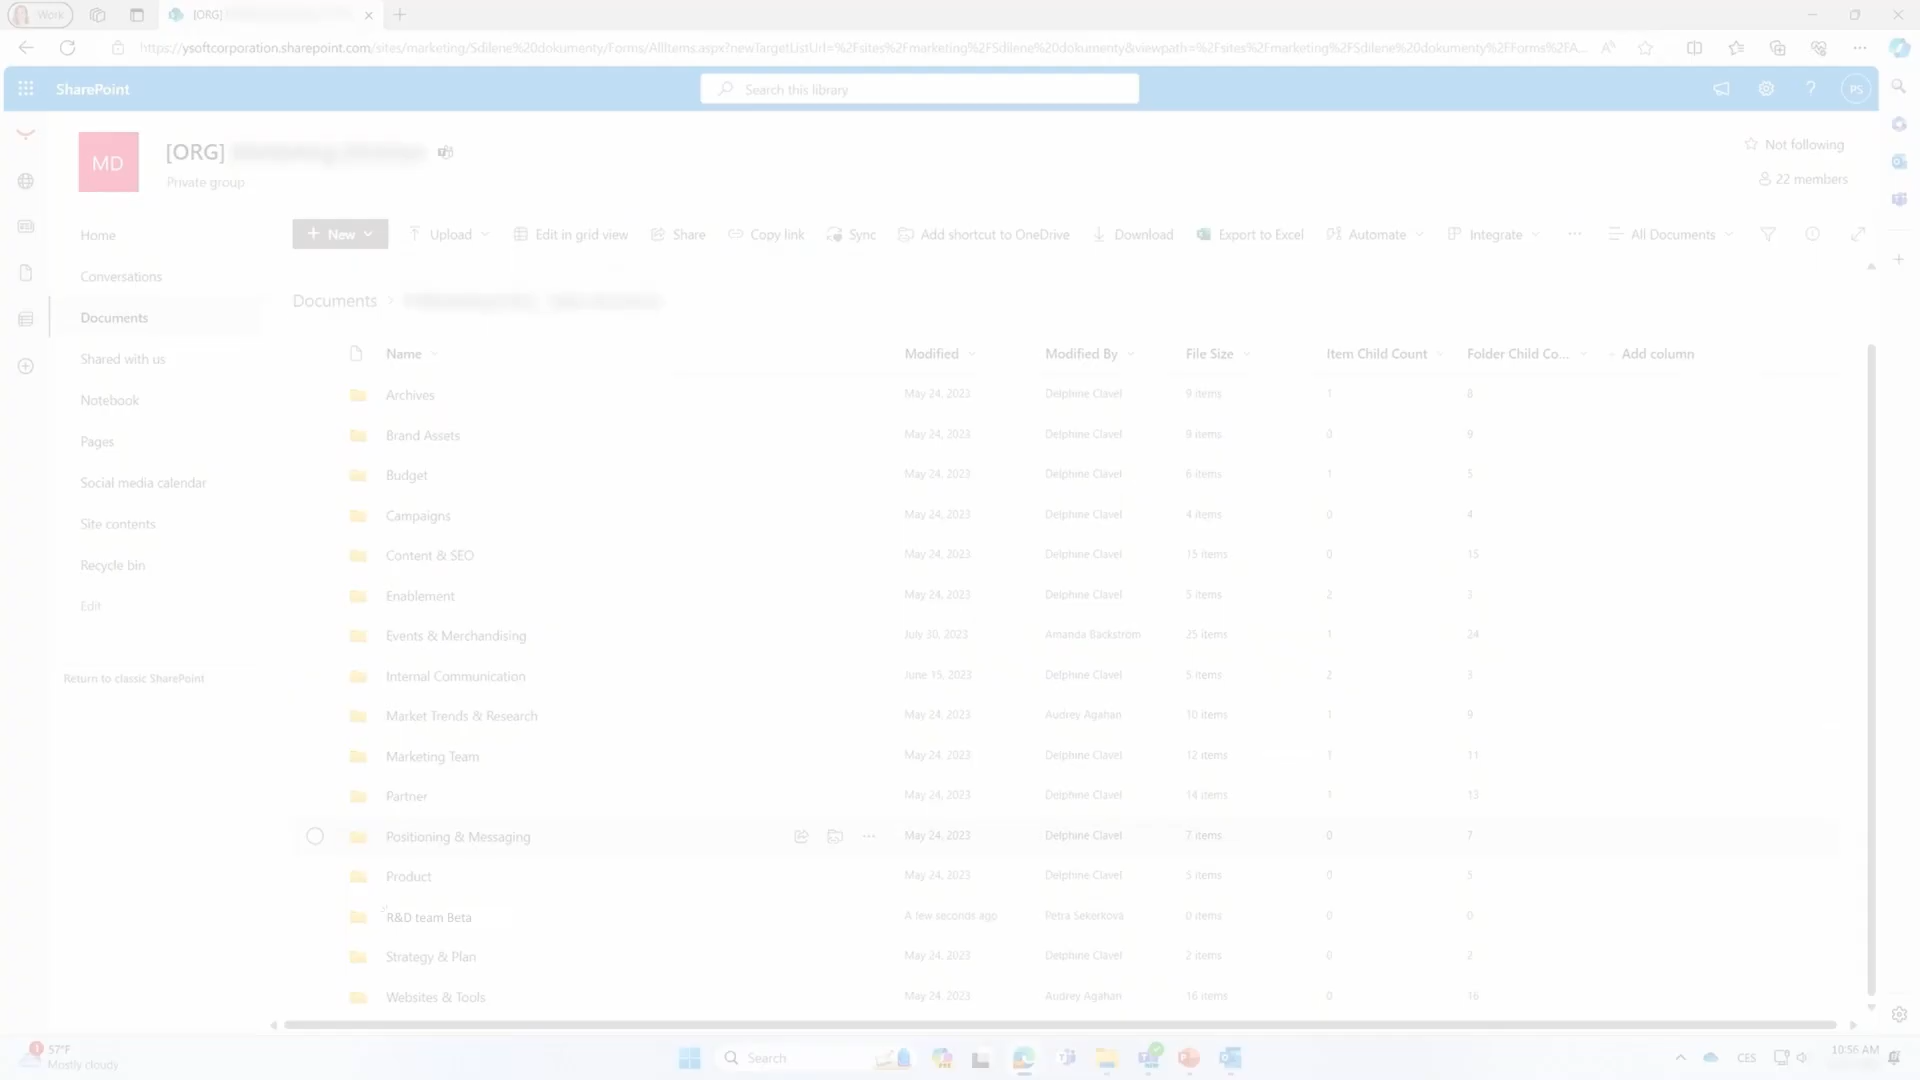 Work
[ORG]
https://ysoftcorporation.sharepoint.com/sites/marketing/Sdilene%20dokumenty/Forms/AllItems.aspx?newTargetListUrl=%2Fsites%2Fmarketing%2FSdilene%20dokumenty&viewpath=%2Fsites%2Fmarketing%2FSdilene%20dokumenty%2FForms%2FA...
SharePoint
Search this library
PS
MD
[ORG]
Private group
Not following
22 members
Home
Conversations
Documents
Shared with us
Notebook
Pages
Social media calendar
Site contents
Recycle bin
Edit
Return to classic SharePoint
New Upload Edit in grid view Share Copy link Sync Add shortcut to OneDrive Download Export to Excel Automate Integrate ... All Documents
Documents >
Name Modified Modified By File Size Item Child Count Folder Child Co... + Add column
Archives May 24, 2023 Delphine Clavel 9 items 1 8
Brand Assets May 24, 2023 Delphine Clavel 9 items 0 9
Budget May 24, 2023 Delphine Clavel 6 items 1 5
Campaigns May 24, 2023 Delphine Clavel 4 items 0 4
Content & SEO May 24, 2023 Delphine Clavel 15 items 0 15
Enablement May 24, 2023 Delphine Clavel 5 items 2 3
Events & Merchandising July 30, 2023 Amanda Backstrom 25 items 1 24
Internal Communication June 15, 2023 Delphine Clavel 5 items 2 3
Market Trends & Research May 24, 2023 Audrey Agahan 10 items 1 9
Marketing Team May 24, 2023 Delphine Clavel 12 items 1 11
Partner May 24, 2023 Delphine Clavel 14 items 1 13
Positioning & Messaging May 24, 2023 Delphine Clavel 7 items 0 7
Product May 24, 2023 Delphine Clavel 5 items 0 5
R&D team Beta A few seconds ago Petra Sekerkova 0 items 0 0
Strategy & Plan May 24, 2023 Delphine Clavel 2 items 0 2
Websites & Tools May 24, 2023 Audrey Agahan 16 items 0 16
1
57°F
Mostly cloudy
Search
CES
10:56 AM